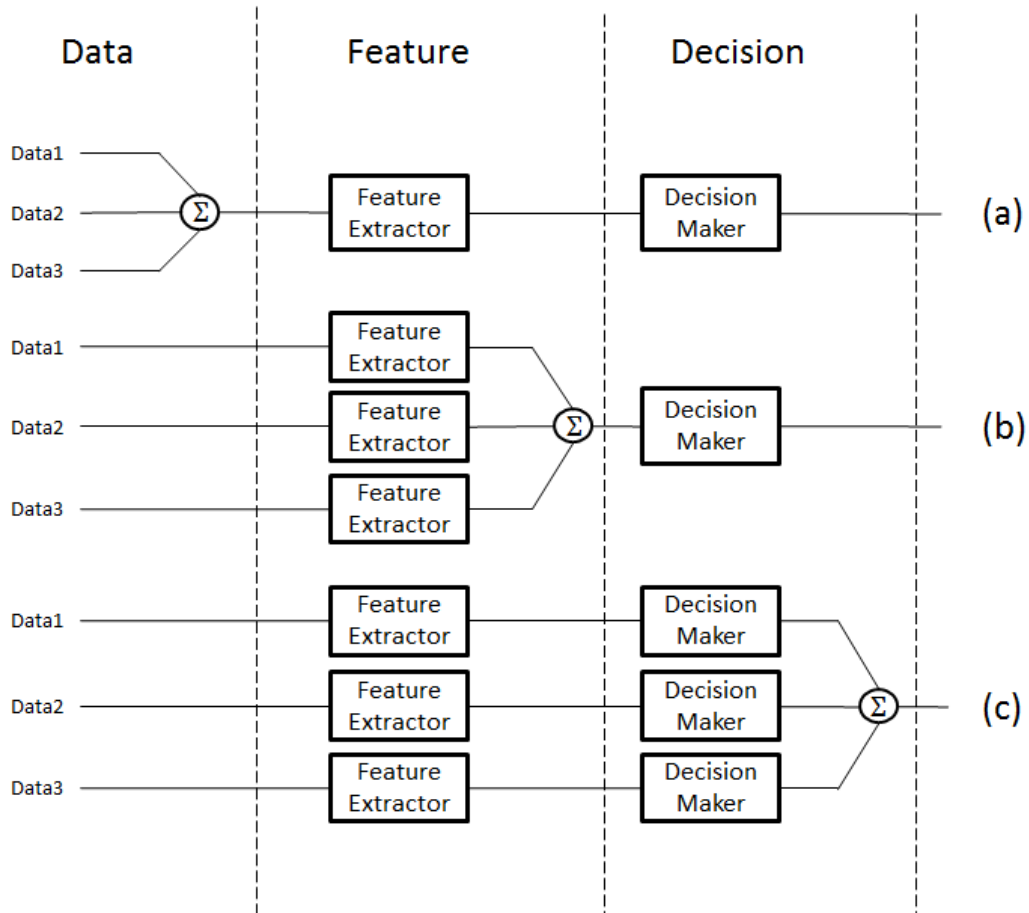 Data Feature Decision
Data1
Data2
Data3
Σ
Feature
Extractor
Decision
Maker
(a)
Data1
Data2
Data3
Feature
Extractor
Feature
Extractor
Feature
Extractor
Σ
Decision
Maker
(b)
Data1
Data2
Data3
Feature
Extractor
Feature
Extractor
Feature
Extractor
Decision
Maker
Decision
Maker
Decision
Maker
Σ
(c)